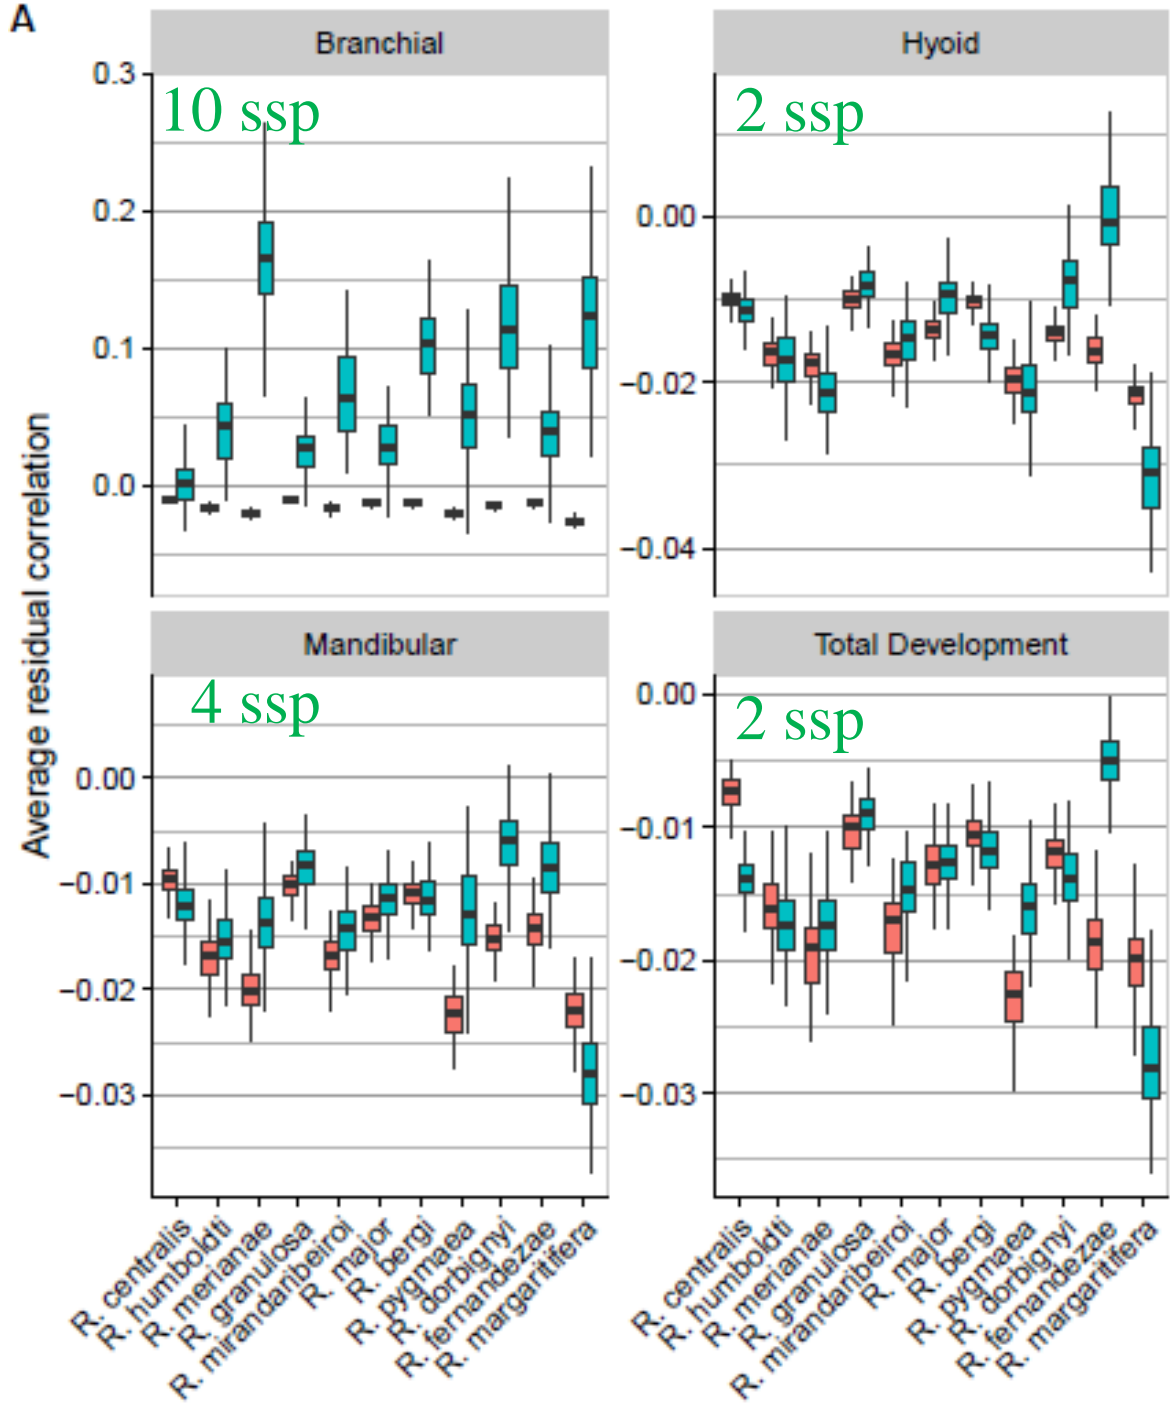 A
Branchial
Hyoid
10 ssp
2 ssp
0.3
0.2
0.1
0.0
0.00
−0.02
−0.04
Average residual correlation
Mandibular
Total Development
4 ssp
2 ssp
0.00
−0.01
−0.02
−0.03
0.00
−0.01
−0.02
−0.03
R. centralis
R. humboldti
R. merianae
R. granulosa
R. mirandaribeiroi
R. major
R. bergi
R. pygmaea
R. dorbignyi
R. fernandezae
R. margaritifera
R. centralis
R. humboldti
R. merianae
R. granulosa
R. mirandaribeiroi
R. major
R. bergi
R. pygmaea
R. dorbignyi
R. fernandezae
R. margaritifera